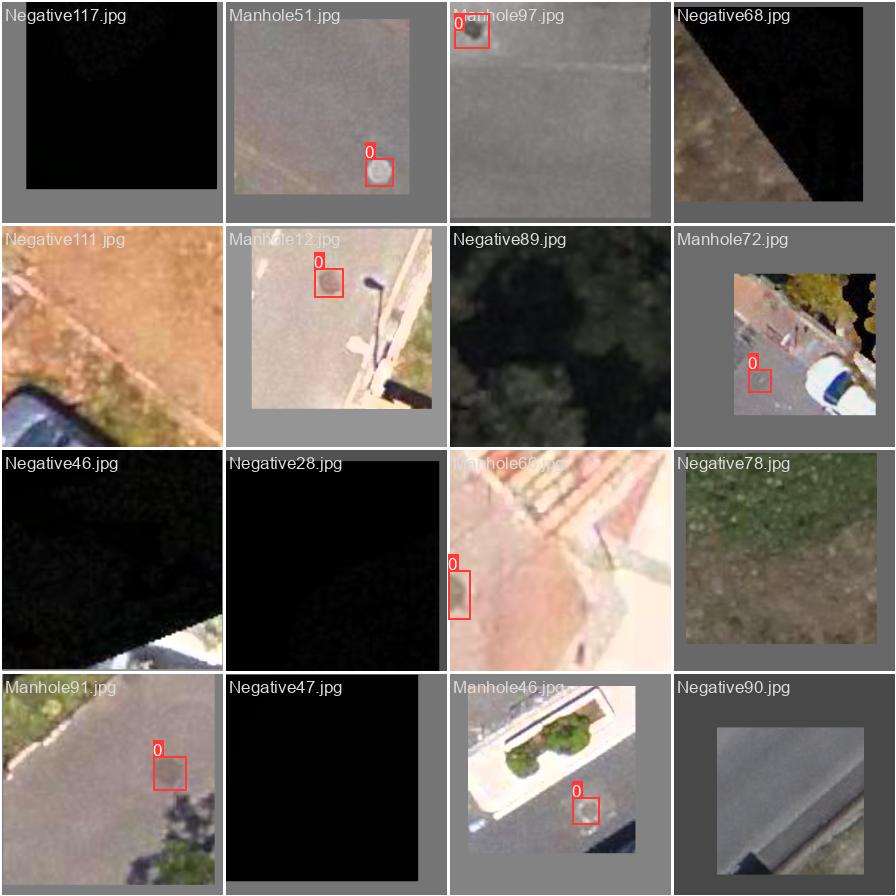 Negative117.jpg
Manhole51.jpg
0
Manhole97.jpg
0
Negative68.jpg
Negative111.jpg
Manhole12.jpg
0
Negative89.jpg
Manhole72.jpg
0
Negative46.jpg
Negative28.jpg
0
Negative78.jpg
Manhole91.jpg
0
Negative47.jpg
Manhole46.jpg
0
Negative90.jpg